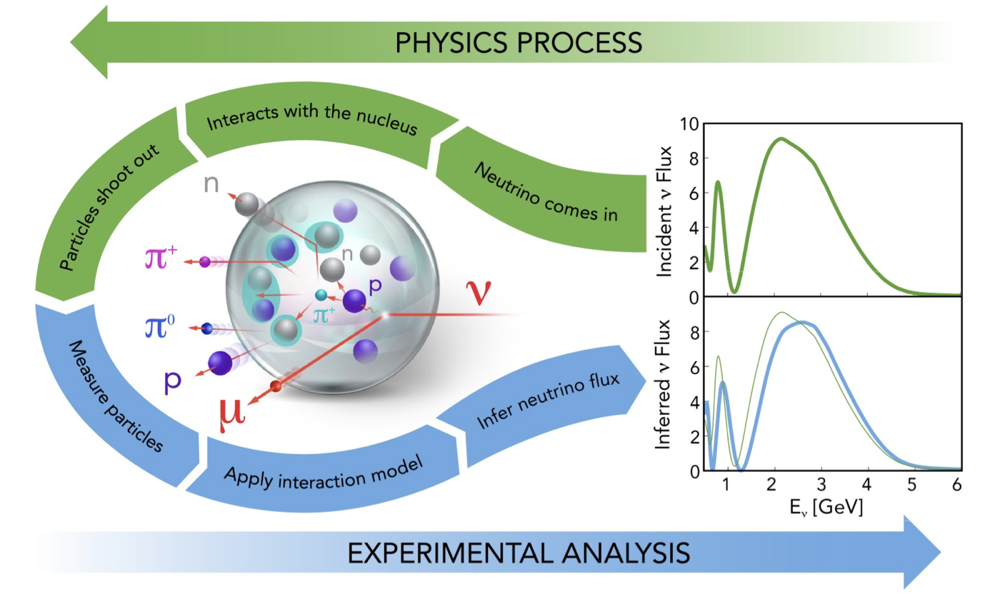 PHYSICS PROCESS
Neutrino comes in
Interacts with the nucleus
Particles shoot out
Measure particles
Apply interaction model
Infer neutrino flux
n
π⁺
π⁰
p
μ
n
p
π⁺
ν
Incident ν Flux
10
8
6
4
2
0
Inferred ν Flux
8
6
4
2
0
1 2 3 4 5 6
Eᵥ [GeV]
EXPERIMENTAL ANALYSIS